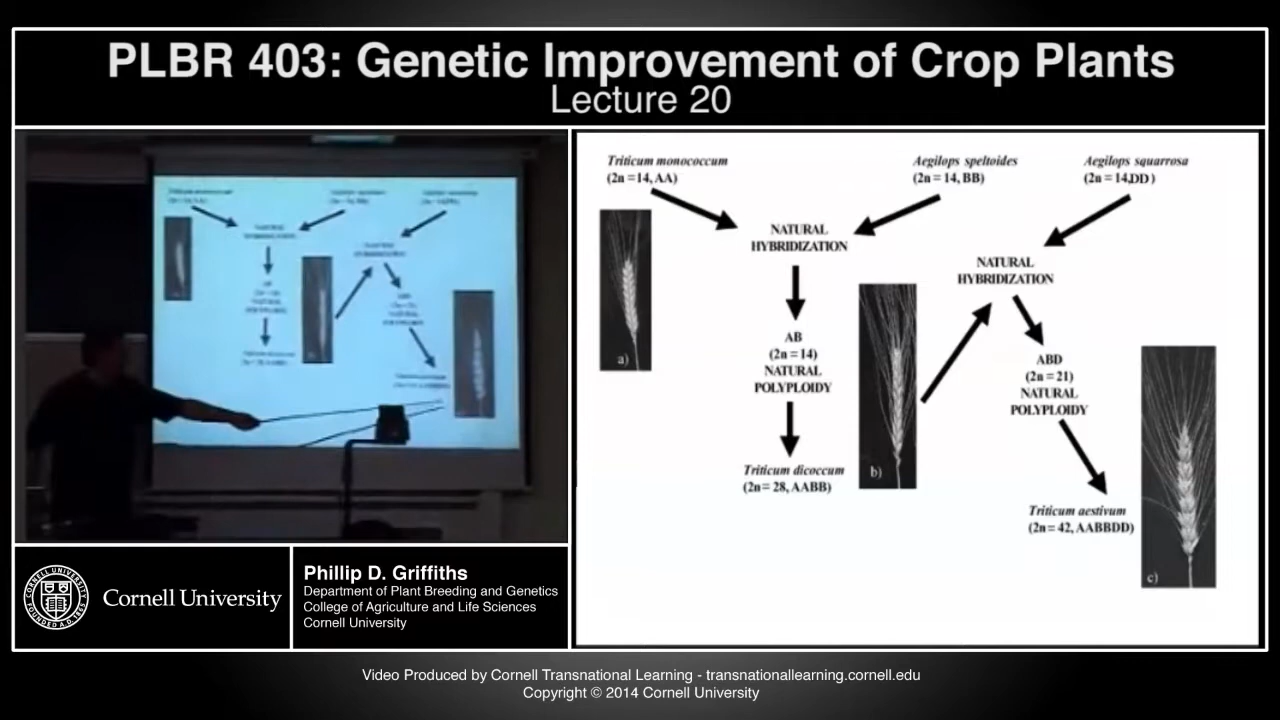 PLBR 403: Genetic Improvement of Crop Plants
Lecture 20
Triticum monococcum
(2n =14, AA)
Aegilops speltoides
(2n = 14, BB)
Aegilops squarrosa
(2n = 14,DD )
NATURAL
HYBRIDIZATION
NATURAL
HYBRIDIZATION
a)
AB
(2n = 14)
NATURAL
POLYPLOIDY
ABD
(2n = 21)
NATURAL
POLYPLOIDY
Triticum dicoccum
(2n = 28, AABB)
b)
Triticum aestivum
(2n = 42, AABBDD)
c)
Cornell University
Phillip D. Griffiths
Department of Plant Breeding and Genetics
College of Agriculture and Life Sciences
Cornell University
Video Produced by Cornell Transnational Learning - transnationallearning.cornell.edu
Copyright © 2014 Cornell University